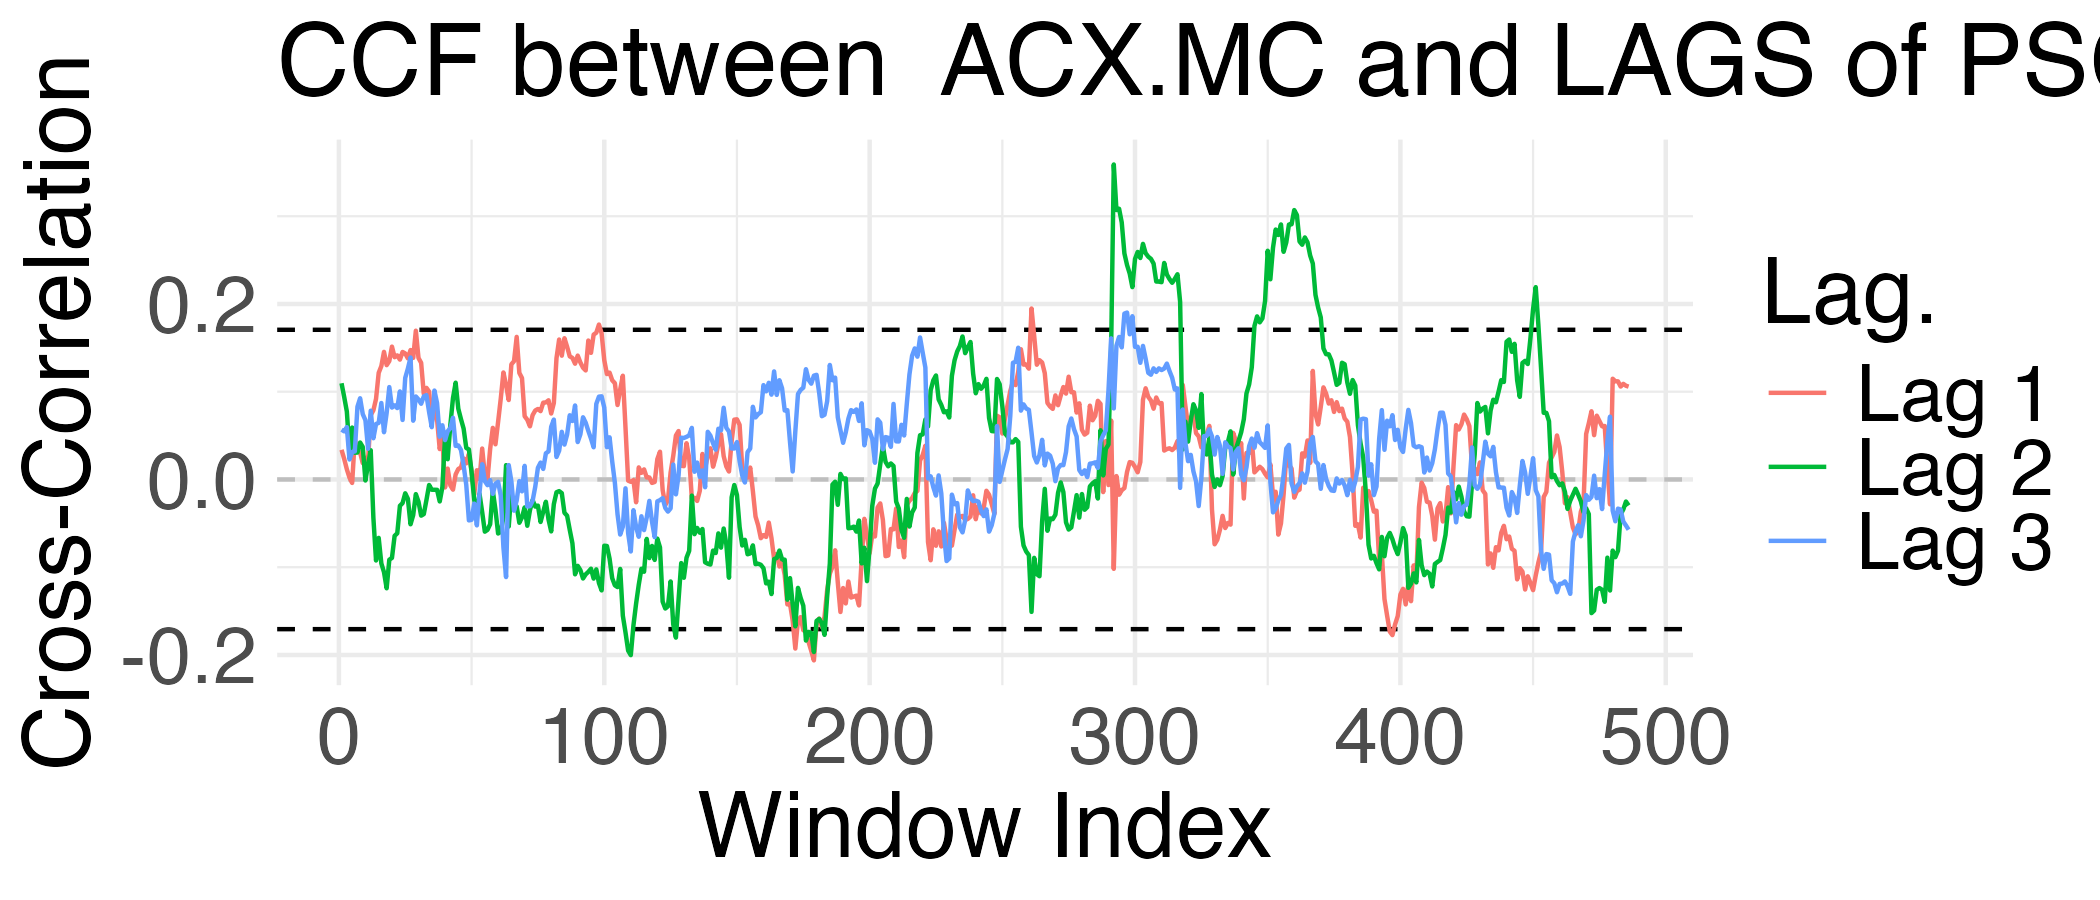 CCF between ACX.MC and LAGS of PS
Cross-Correlation
0.2
0.0
-0.2
0 100 200 300 400 500
Window Index
Lag.
Lag 1
Lag 2
Lag 3